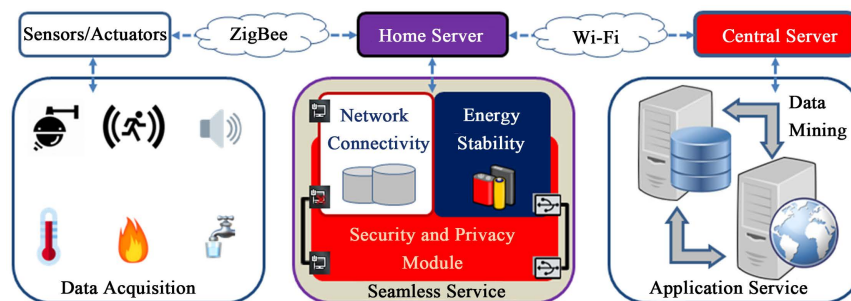 Sensors/Actuators
ZigBee
Home Server
Wi-Fi
Central Server
Network
Connectivity
Energy
Stability
Data
Mining
Security and Privacy
Module
Data Acquisition
Seamless Service
Application Service